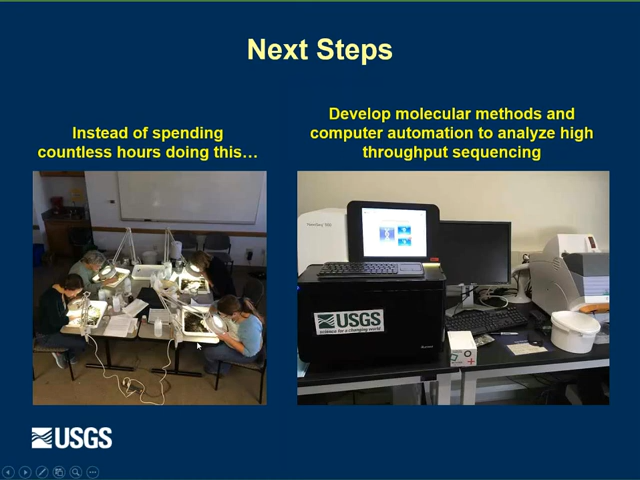 Next Steps
Instead of spending
countless hours doing this…
Develop molecular methods and
computer automation to analyze high
throughput sequencing
USGS
science for a changing world
USGS